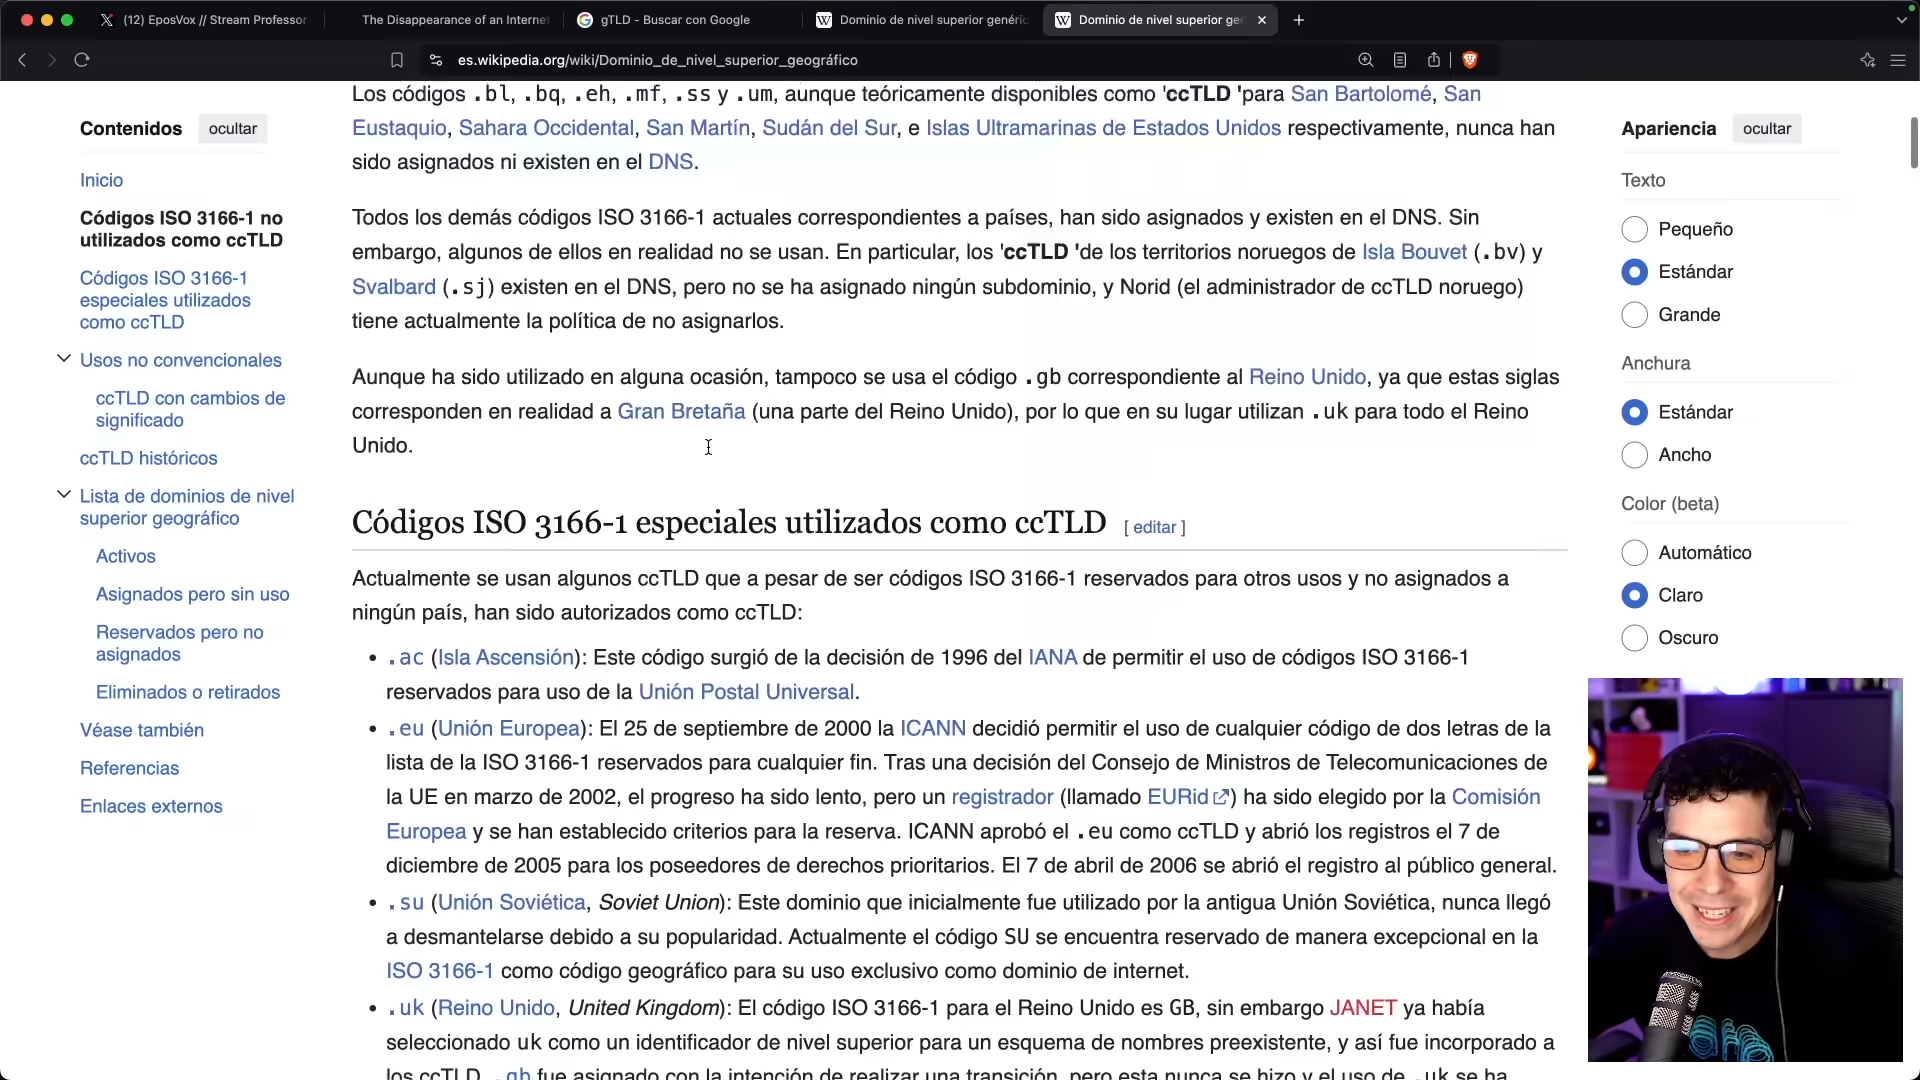 (12) EposVox // Stream Professor
The Disappearance of an Internet
gTLD - Buscar con Google
Dominio de nivel superior genéric
Dominio de nivel superior geo
es.wikipedia.org/wiki/Dominio_de_nivel_superior_geográfico
Contenidos ocultar
Inicio
Códigos ISO 3166-1 no
utilizados como ccTLD
Códigos ISO 3166-1
especiales utilizados
como ccTLD
Usos no convencionales
ccTLD con cambios de
significado
ccTLD históricos
Lista de dominios de nivel
superior geográfico
Activos
Asignados pero sin uso
Reservados pero no
asignados
Eliminados o retirados
Véase también
Referencias
Enlaces externos
Los códigos .bl, .bq, .eh, .mf, .ss y .um, aunque teóricamente disponibles como 'ccTLD 'para San Bartolomé, San
Eustaquio, Sahara Occidental, San Martín, Sudán del Sur, e Islas Ultramarinas de Estados Unidos respectivamente, nunca han
sido asignados ni existen en el DNS.
Todos los demás códigos ISO 3166-1 actuales correspondientes a países, han sido asignados y existen en el DNS. Sin
embargo, algunos de ellos en realidad no se usan. En particular, los 'ccTLD 'de los territorios noruegos de Isla Bouvet (.bv) y
Svalbard (.sj) existen en el DNS, pero no se ha asignado ningún subdominio, y Norid (el administrador de ccTLD noruego)
tiene actualmente la política de no asignarlos.
Aunque ha sido utilizado en alguna ocasión, tampoco se usa el código .gb correspondiente al Reino Unido, ya que estas siglas
corresponden en realidad a Gran Bretaña (una parte del Reino Unido), por lo que en su lugar utilizan .uk para todo el Reino
Unido.
Códigos ISO 3166-1 especiales utilizados como ccTLD [ editar ]
Actualmente se usan algunos ccTLD que a pesar de ser códigos ISO 3166-1 reservados para otros usos y no asignados a
ningún país, han sido autorizados como ccTLD:
• .ac (Isla Ascensión): Este código surgió de la decisión de 1996 del IANA de permitir el uso de códigos ISO 3166-1
reservados para uso de la Unión Postal Universal.
• .eu (Unión Europea): El 25 de septiembre de 2000 la ICANN decidió permitir el uso de cualquier código de dos letras de la
lista de la ISO 3166-1 reservados para cualquier fin. Tras una decisión del Consejo de Ministros de Telecomunicaciones de
la UE en marzo de 2002, el progreso ha sido lento, pero un registrador (llamado EURid) ha sido elegido por la Comisión
Europea y se han establecido criterios para la reserva. ICANN aprobó el .eu como ccTLD y abrió los registros el 7 de
diciembre de 2005 para los poseedores de derechos prioritarios. El 7 de abril de 2006 se abrió el registro al público general.
• .su (Unión Soviética, Soviet Union): Este dominio que inicialmente fue utilizado por la antigua Unión Soviética, nunca llegó
a desmantelarse debido a su popularidad. Actualmente el código SU se encuentra reservado de manera excepcional en la
ISO 3166-1 como código geográfico para su uso exclusivo como dominio de internet.
• .uk (Reino Unido, United Kingdom): El código ISO 3166-1 para el Reino Unido es GB, sin embargo JANET ya había
seleccionado uk como un identificador de nivel superior para un esquema de nombres preexistente, y así fue incorporado a
los ccTLD. .gb fue asignado con la intención de realizar una transición, pero esta nunca se hizo y el uso de .uk se ha
Apariencia ocultar
Texto
Pequeño
Estándar
Grande
Anchura
Estándar
Ancho
Color (beta)
Automático
Claro
Oscuro